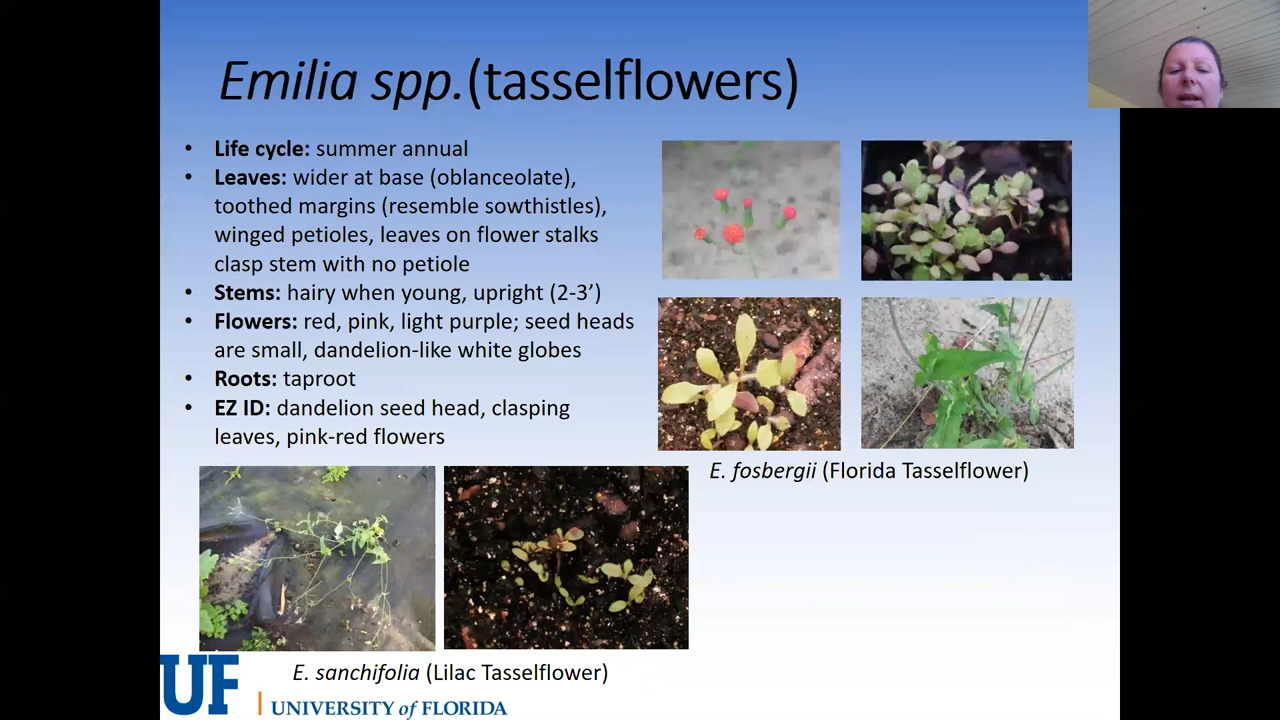 Emilia spp.(tasselflowers)
• Life cycle: summer annual
• Leaves: wider at base (oblanceolate),
toothed margins (resemble sowthistles),
winged petioles, leaves on flower stalks
clasp stem with no petiole
• Stems: hairy when young, upright (2-3’)
• Flowers: red, pink, light purple; seed heads
are small, dandelion-like white globes
• Roots: taproot
• EZ ID: dandelion seed head, clasping
leaves, pink-red flowers
E. fosbergii (Florida Tasselflower)
E. sanchifolia (Lilac Tasselflower)
UF | UNIVERSITY of FLORIDA